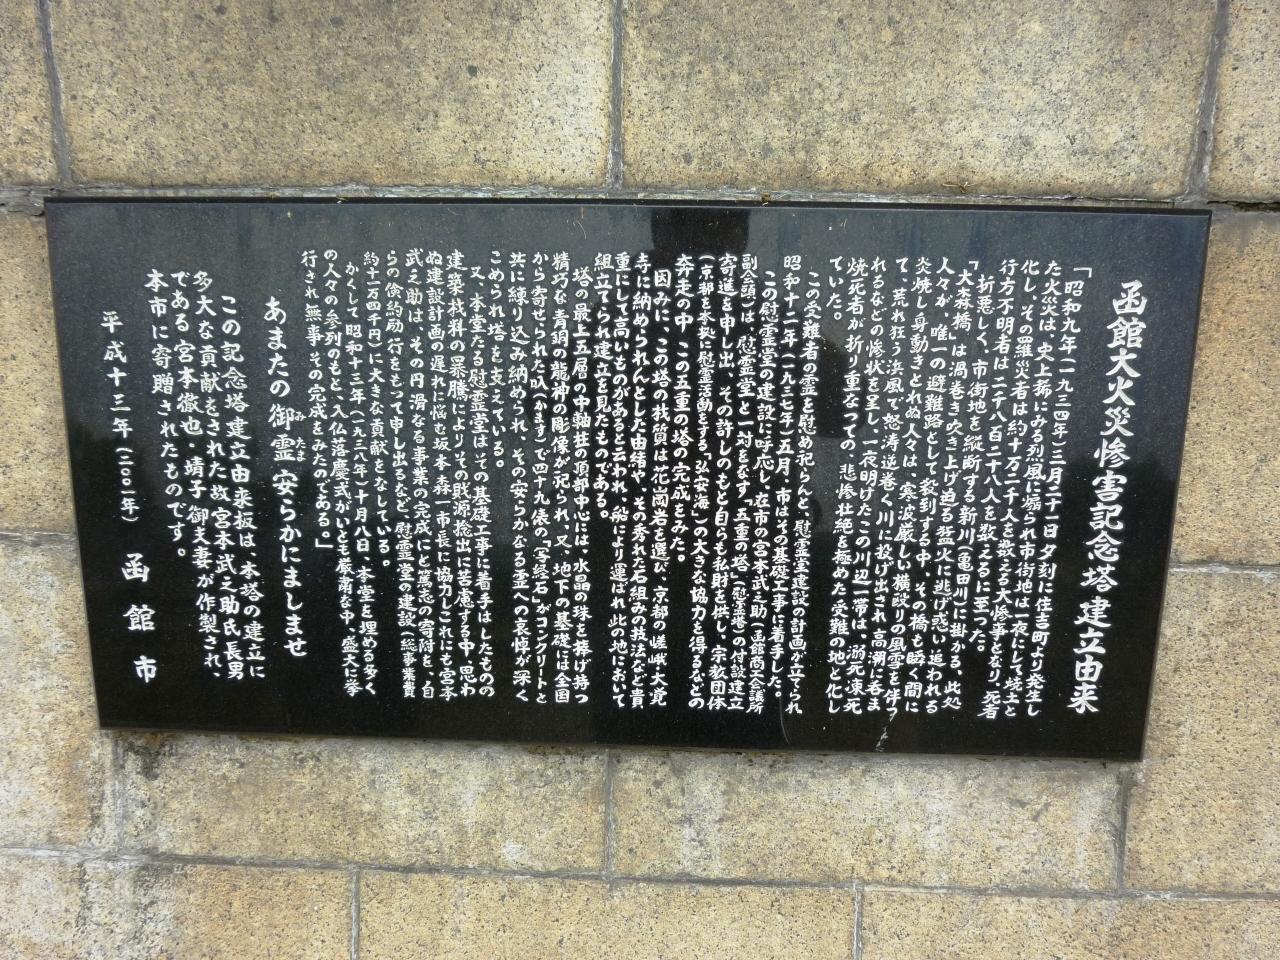 函館大火災惨害記念塔建立由来
「昭和九年(一九三四年)三月二十一日夕刻に住吉町より発生し
た火災は、史上稀にみる烈風に煽られ市街地は一夜にして焼土と
化し、その羅災者は約十万二千人を数える大惨事となり、死者
行方不明者は二千八百二十八人を数えるに至つた。
折悪しく、市街地を縦断する新川(亀田川)に掛かる、此処
「大森橋」は渦巻き吹き上げ迫る猛火に逃げ惑い追われる
人々が、唯一の避難路として殺到する中、その橋も瞬く間に
炎焼し身動きとれぬ人々は、寒波厳しい横殴りの風雪を伴つ
て、荒れ狂う浜風で怒涛逆巻く川に投げ出され、高潮に呑ま
れるなどの惨状を呈し、一夜明けたこの川辺一帯は、溺死凍死
焼死者が折り重なつての、悲惨壮絶を極めた受難の地と化し
ていた。
この受難者の霊を慰め祀らんと、慰霊堂建設の計画が立てられ
昭和十二年(一九三七年)五月、市はその基礎工事に着手した。
この慰霊堂の建設に呼応し、在市の宮本武之助(函館商工会議所
副会頭)は、慰霊堂と一対をなす「五重の塔」(慰霊塔)の付設建立
寄送を申し出、その許しのもと自らも私財を供し、宗教団体
(京都を本拠に慰霊活動をする。弘安海)の大きな協力を得るなどの
奔走の中、この五重の塔の完成をみた。
因みに、この塔の材質は花崗岩を選び、京都の嵯峨大覚
寺に納められんとした由緒や、その秀れた石組みの技法など貴
重にして高いものがあると云われ、船により運ばれ此の地において
組立てられ建立を見たものである。
塔の最上五層の中軸柱の頂部中心には、水晶の珠を捧げ持つ
精巧な青銅の龍神の彫像が祀られ、又、地下の基礎には全国
から寄せられた叺(かます)で四十九俵の「写経石」がコンクリートと
共に練り込み納められ、その安らかなる霊への哀悼が深く
こめられ塔を支えている。
又、本堂たる慰霊堂はその基礎工事に着手はしたものの
建築材料の暴騰によりその財源捻出に苦慮する中、思わ
ぬ建設計画の遅れに悩む坂本森一市長に協力しこれにも宮本
武之助は、その円滑なる事業の完成にと篤志の寄附を、自
らの倹約励行をもって申し出るなど、慰霊堂の建設(総事業費
約十一万四千円)に大きな貢献をなしている。
かくして昭和十三年(一九三八年)十月八日、本堂を埋める多く
の人々の参列のもと、入仏落慶式がいとも厳粛な中、盛大に挙
行され無事その完成をみたのである。」
あまたの御霊安らかにましませ
みたま
この記念塔建立由来板は、本塔の建立に
多大な貢献をされた故宮本武之助氏長男
である宮本徹也・靖子御夫妻が作製され、
本市に寄贈されたものです。
平成十三年(二〇〇一年) 函館市